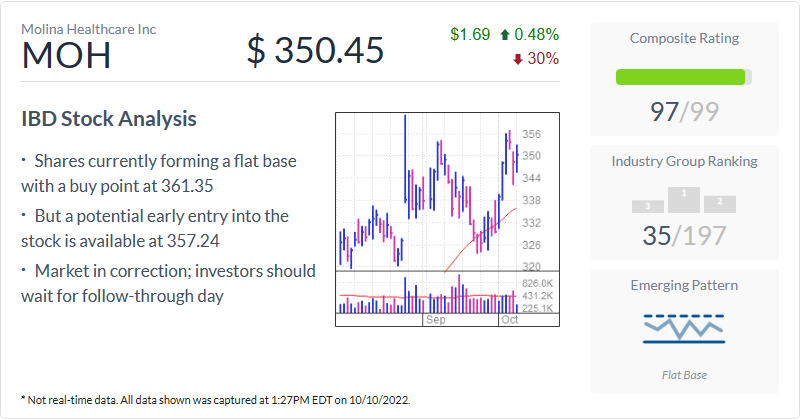 Molina Healthcare Inc
MOH
$ 350.45
$1.69 0.48%
30%
IBD Stock Analysis
· Shares currently forming a flat base
with a buy point at 361.35
· But a potential early entry into the
stock is available at 357.24
· Market in correction; investors should
wait for follow-through day
356
350
344
338
332
326
320
826.0K
431.2K
225.1K
Sep
Oct
Composite Rating
97/99
Industry Group Ranking
3
1
2
35/197
Emerging Pattern
Flat Base
* Not real-time data. All data shown was captured at 1:27PM EDT on 10/10/2022.